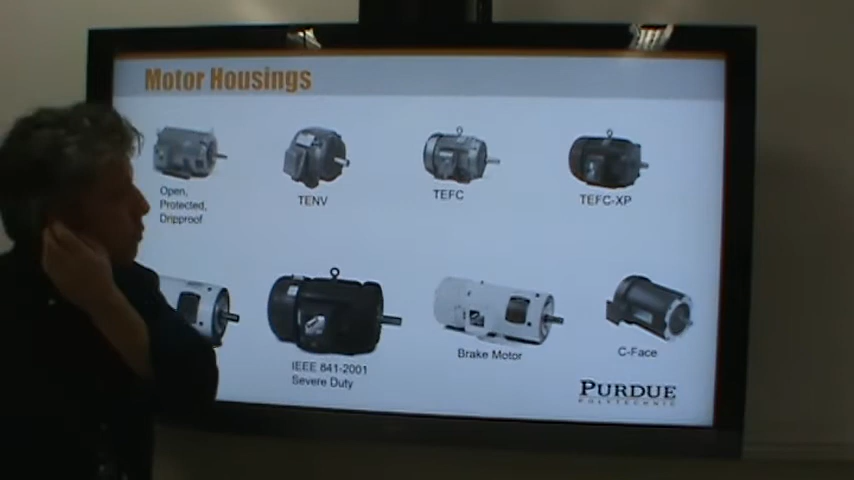 Motor Housings
Open,
Protected,
Dripproof
TENV
TEFC
TEFC-XP
IEEE 841-2001
Severe Duty
Brake Motor
C-Face
PURDUE
POLYTECHNIC